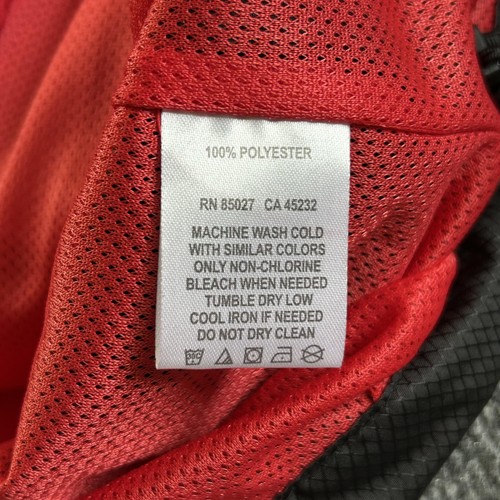 100% POLYESTER
RN 85027 CA 45232
MACHINE WASH COLD
WITH SIMILAR COLORS
ONLY NON-CHLORINE
BLEACH WHEN NEEDED
TUMBLE DRY LOW
COOL IRON IF NEEDED
DO NOT DRY CLEAN